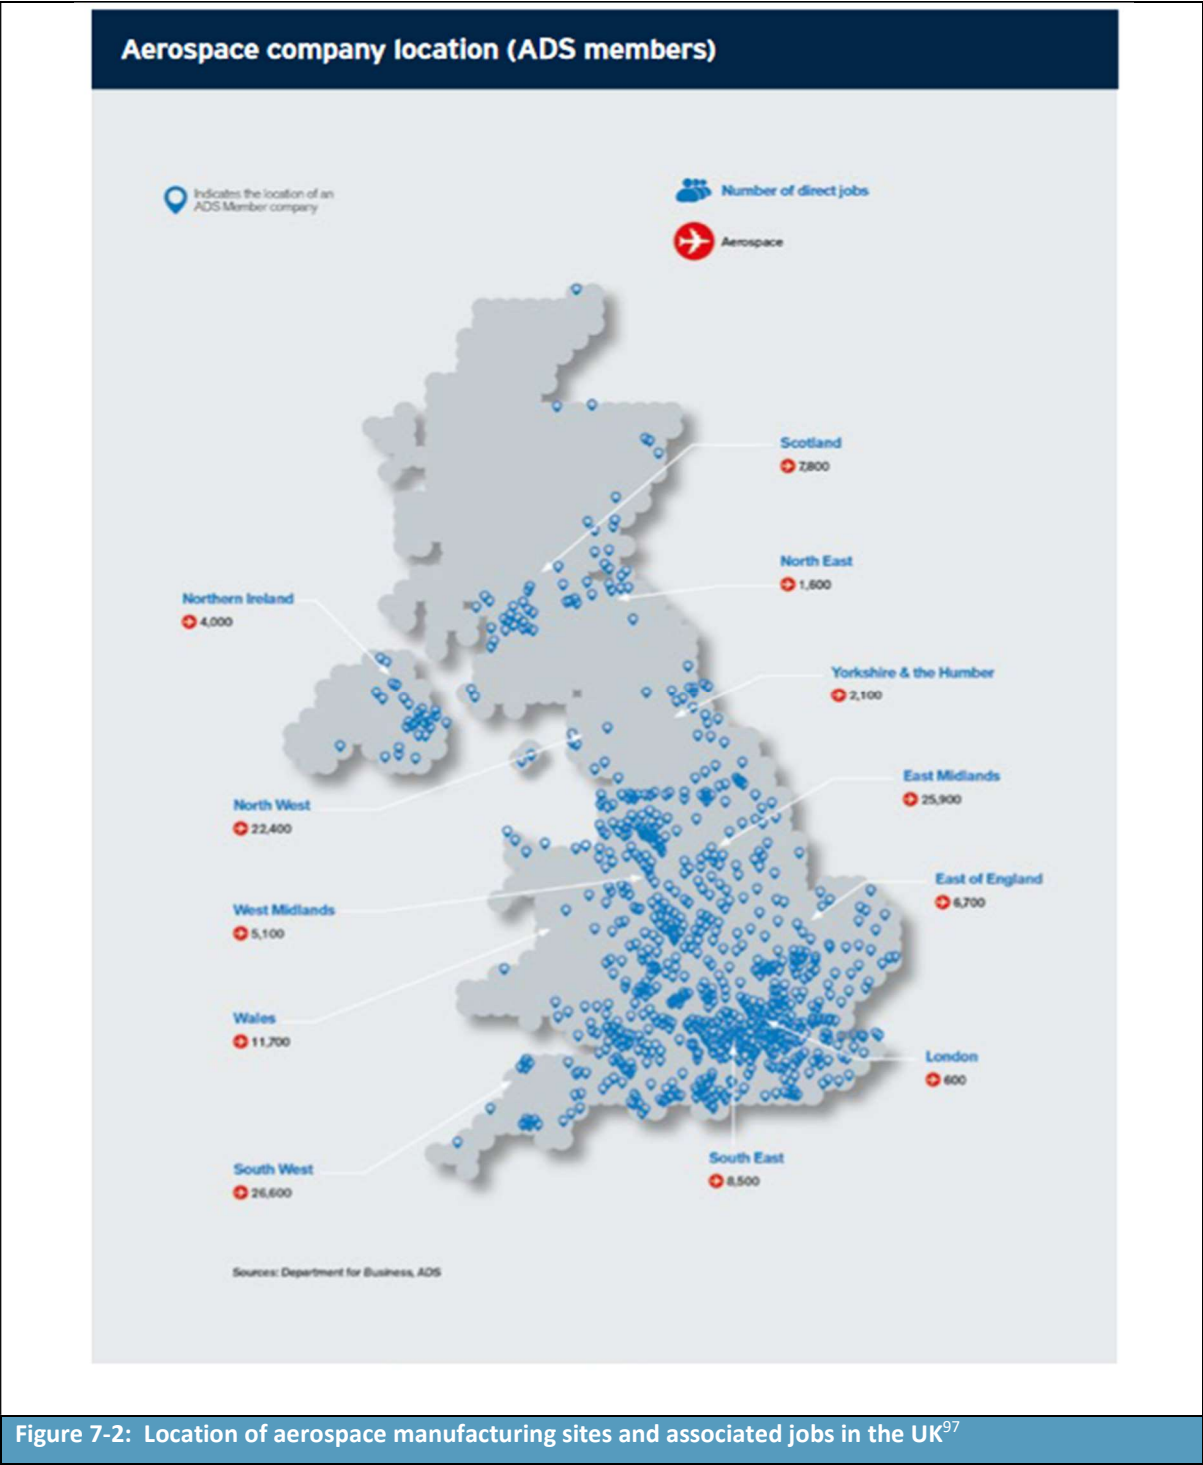 Aerospace company location (ADS members)
Indicates the location of an
ADS Member company
Number of direct jobs
Aerospace
Scotland
7,800
North East
1,600
Northern Ireland
4,000
Yorkshire & the Humber
2,100
East Midlands
25,900
North West
22,400
East of England
6,700
West Midlands
5,100
Wales
11,700
London
600
South East
8,500
South West
26,600
Sources: Department for Business, ADS
Figure 7-2: Location of aerospace manufacturing sites and associated jobs in the UK97